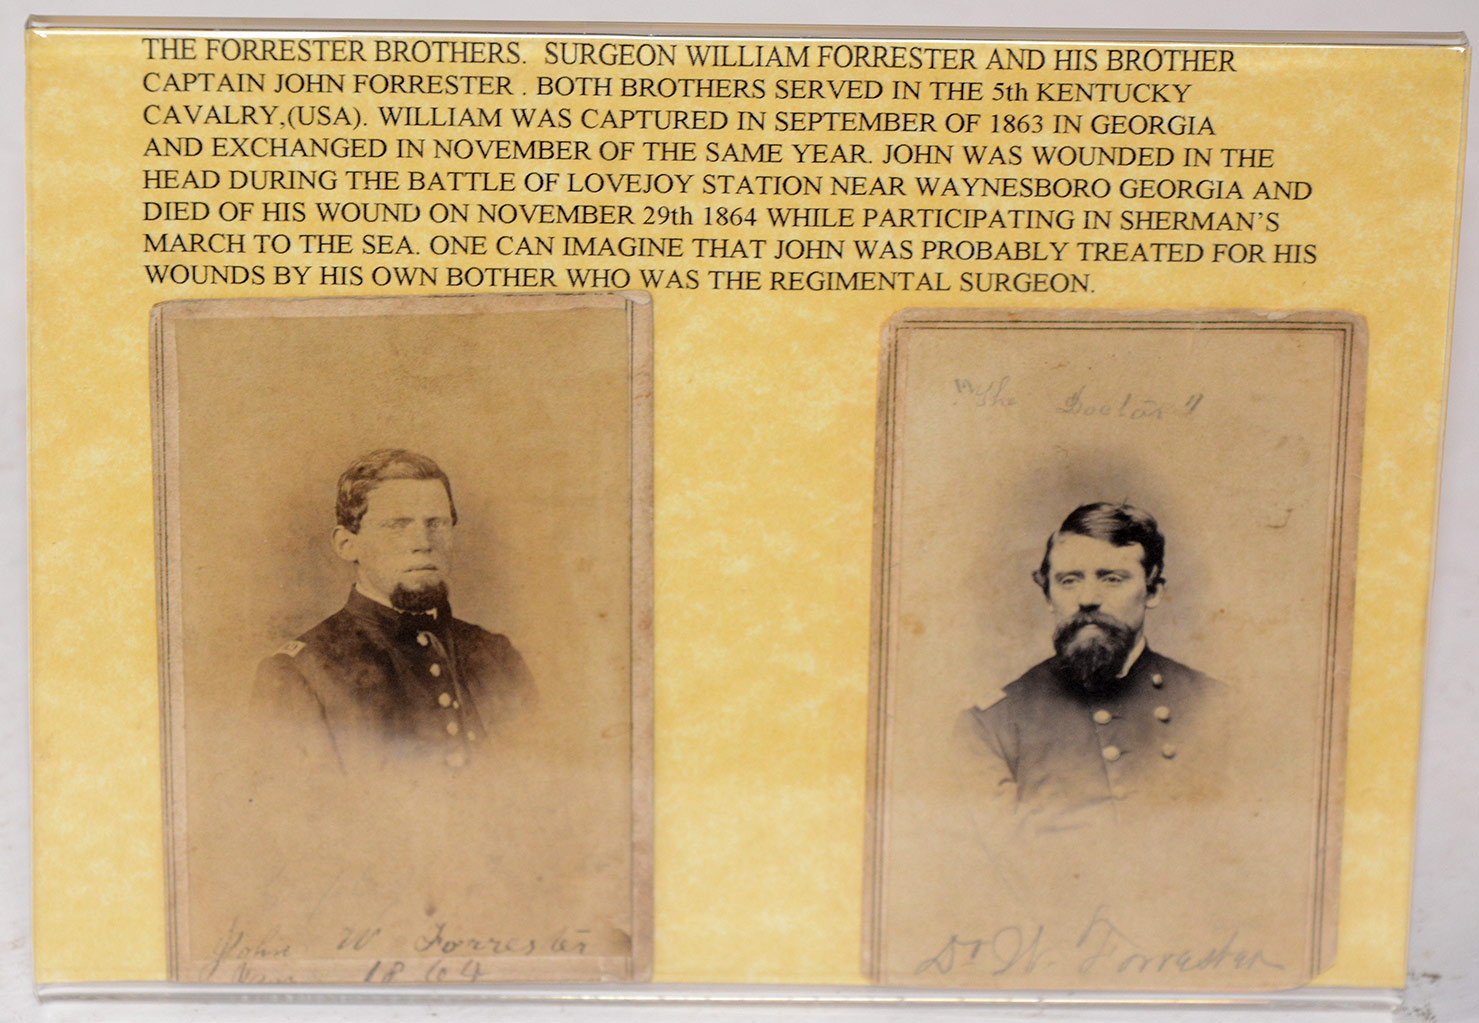 THE FORRESTER BROTHERS. SURGEON WILLIAM FORRESTER AND HIS BROTHER
CAPTAIN JOHN FORRESTER . BOTH BROTHERS SERVED IN THE 5th KENTUCKY
CAVALRY,(USA). WILLIAM WAS CAPTURED IN SEPTEMBER OF 1863 IN GEORGIA
AND EXCHANGED IN NOVEMBER OF THE SAME YEAR. JOHN WAS WOUNDED IN THE
HEAD DURING THE BATTLE OF LOVEJOY STATION NEAR WAYNESBORO GEORGIA AND
DIED OF HIS WOUND ON NOVEMBER 29th 1864 WHILE PARTICIPATING IN SHERMAN'S
MARCH TO THE SEA. ONE CAN IMAGINE THAT JOHN WAS PROBABLY TREATED FOR HIS
WOUNDS BY HIS OWN BOTHER WHO WAS THE REGIMENTAL SURGEON.
John W Forrester
1864
"The Doctor"
Dr W. Forrester